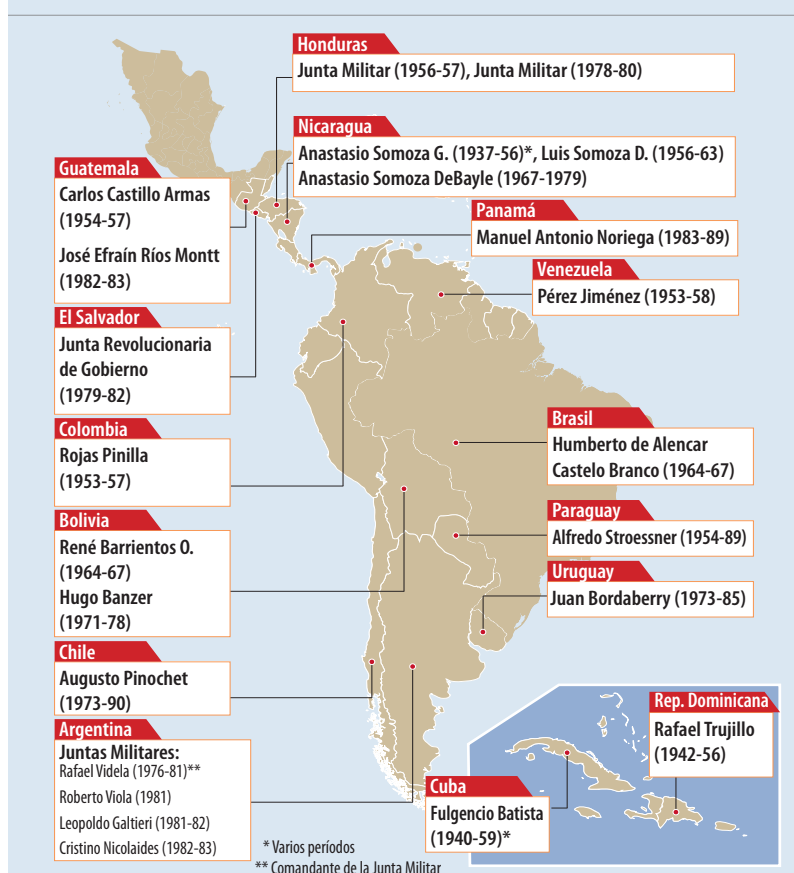 Honduras
Junta Militar (1956-57), Junta Militar (1978-80)
Nicaragua
Anastasio Somoza G. (1937-56)*, Luis Somoza D. (1956-63)
Anastasio Somoza DeBayle (1967-1979)
Guatemala
Carlos Castillo Armas
(1954-57)
José Efraín Ríos Montt
(1982-83)
Panamá
Manuel Antonio Noriega (1983-89)
Venezuela
Pérez Jiménez (1953-58)
El Salvador
Junta Revolucionaria
de Gobierno
(1979-82)
Colombia
Rojas Pinilla
(1953-57)
Brasil
Humberto de Alencar
Castelo Branco (1964-67)
Bolivia
René Barrientos O.
(1964-67)
Hugo Banzer
(1971-78)
Paraguay
Alfredo Stroessner (1954-89)
Uruguay
Juan Bordaberry (1973-85)
Chile
Augusto Pinochet
(1973-90)
Argentina
Juntas Militares:
Rafael Videla (1976-81)**
Roberto Viola (1981)
Leopoldo Galtieri (1981-82)
Cristino Nicolaides (1982-83)
Rep. Dominicana
Rafael Trujillo
(1942-56)
Cuba
Fulgencio Batista
(1940-59)*
* Varios períodos
** Comandante de la Junta Militar